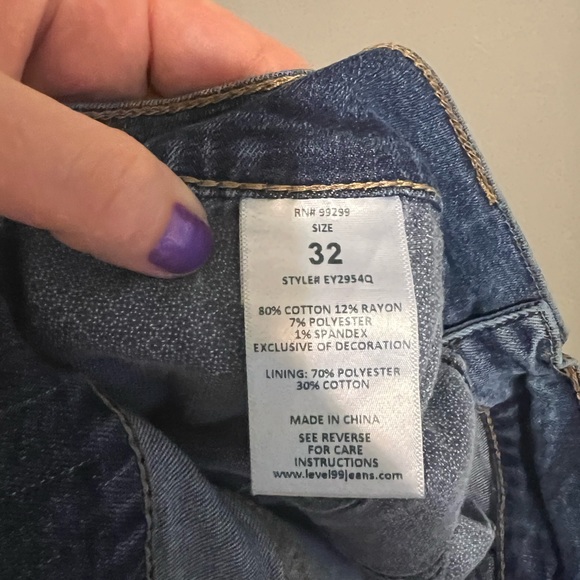 RN# 99299
SIZE
32
STYLE# EY2954Q
80% COTTON 12% RAYON
7% POLYESTER
1% SPANDEX
EXCLUSIVE OF DECORATION
LINING: 70% POLYESTER
30% COTTON
MADE IN CHINA
SEE REVERSE
FOR CARE
INSTRUCTIONS
www.level99jeans.com